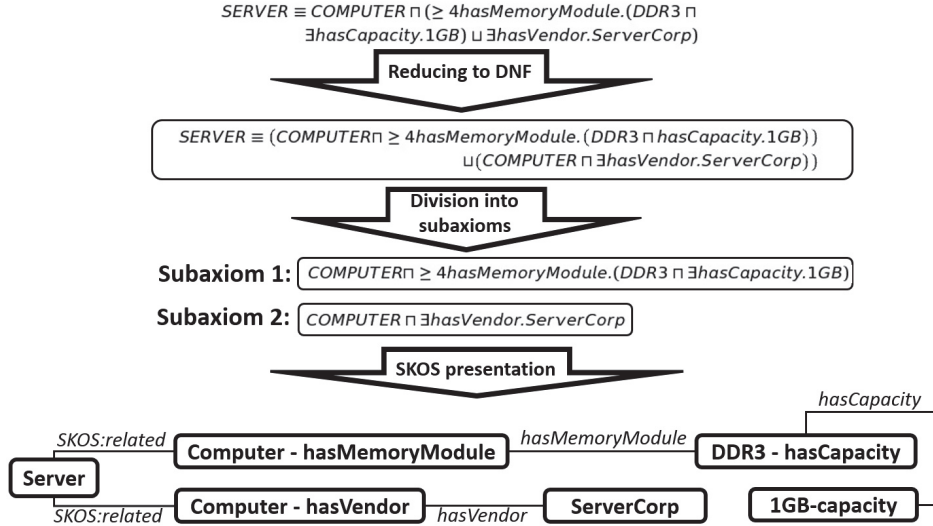 SERVER ≡ COMPUTER ⊓ (≥ 4hasMemoryModule.(DDR3 ⊓
∃hasCapacity.1GB) ⊔ ∃hasVendor.ServerCorp)
Reducing to DNF
SERVER ≡ (COMPUTER⊓ ≥ 4hasMemoryModule.(DDR3 ⊓ hasCapacity.1GB))
⊔(COMPUTER ⊓ ∃hasVendor.ServerCorp))
Division into
subaxioms
Subaxiom 1: COMPUTER⊓ ≥ 4hasMemoryModule.(DDR3 ⊓ ∃hasCapacity.1GB)
Subaxiom 2: COMPUTER ⊓ ∃hasVendor.ServerCorp
SKOS presentation
hasCapacity
SKOS:related Computer - hasMemoryModule hasMemoryModule DDR3 - hasCapacity
Server
SKOS:related Computer - hasVendor hasVendor ServerCorp 1GB-capacity